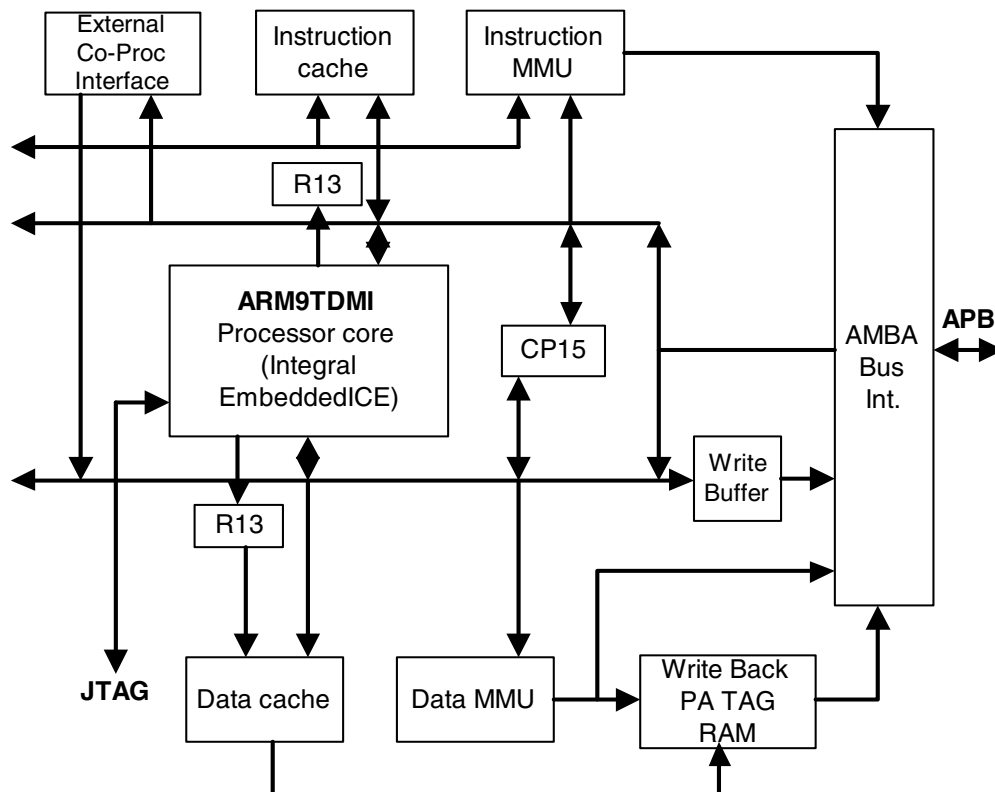 External
Co-Proc
Interface
Instruction
cache
Instruction
MMU
R13
ARM9TDMI
Processor core
(Integral
EmbeddedICE)
CP15
AMBA
Bus
Int.
APB
Write
Buffer
R13
JTAG
Data cache
Data MMU
Write Back
PA TAG
RAM